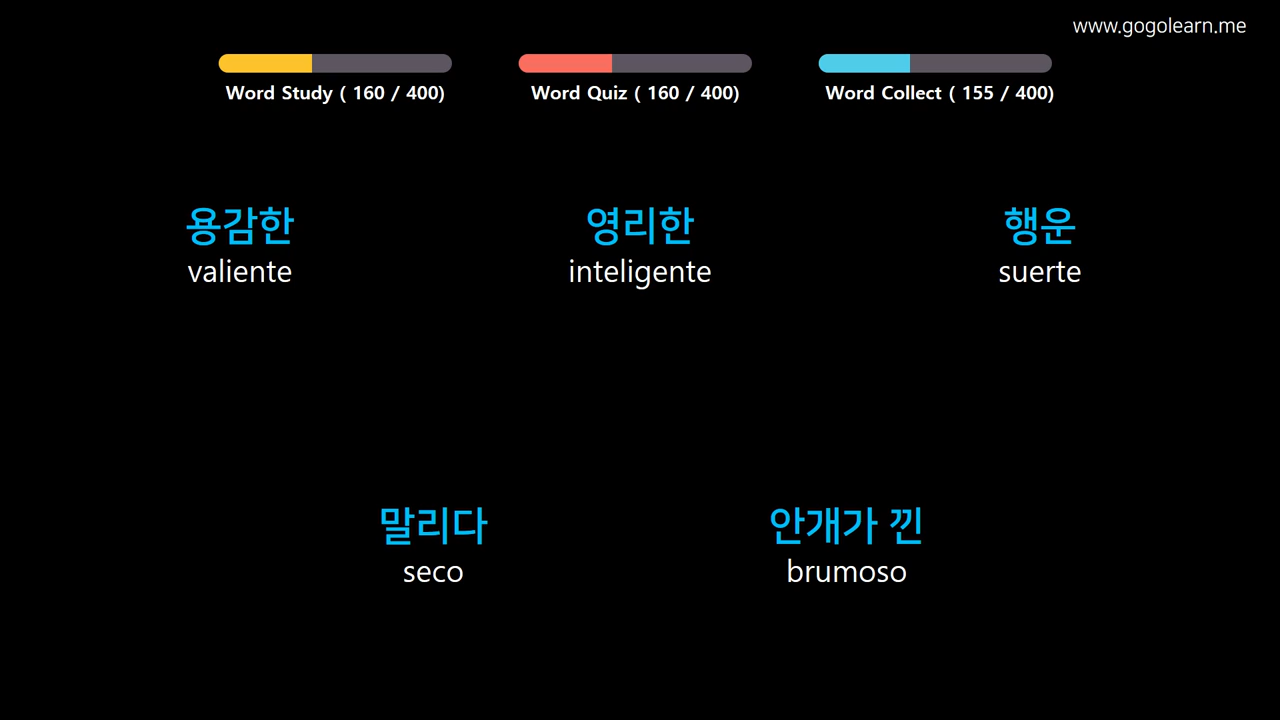 www.gogolearn.me
Word Study ( 160 / 400)
Word Quiz ( 160 / 400)
Word Collect ( 155 / 400)
용감한
valiente
영리한
inteligente
행운
suerte
말리다
seco
안개가 낀
brumoso